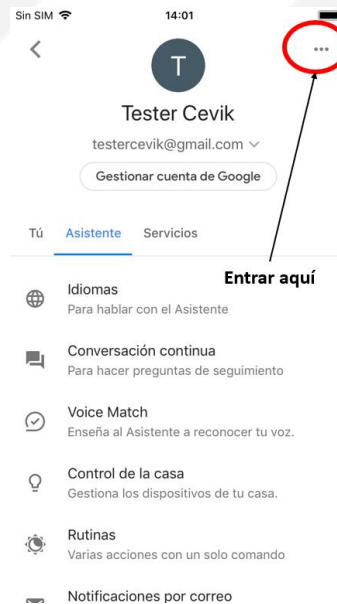 Sin SIM 14:01
T
Tester Cevik
testercevik@gmail.com
Gestionar cuenta de Google
Tú Asistente Servicios
Entrar aquí
Idiomas
Para hablar con el Asistente
Conversación continua
Para hacer preguntas de seguimiento
Voice Match
Enseña al Asistente a reconocer tu voz.
Control de la casa
Gestiona los dispositivos de tu casa.
Rutinas
Varias acciones con un solo comando
Notificaciones por correo